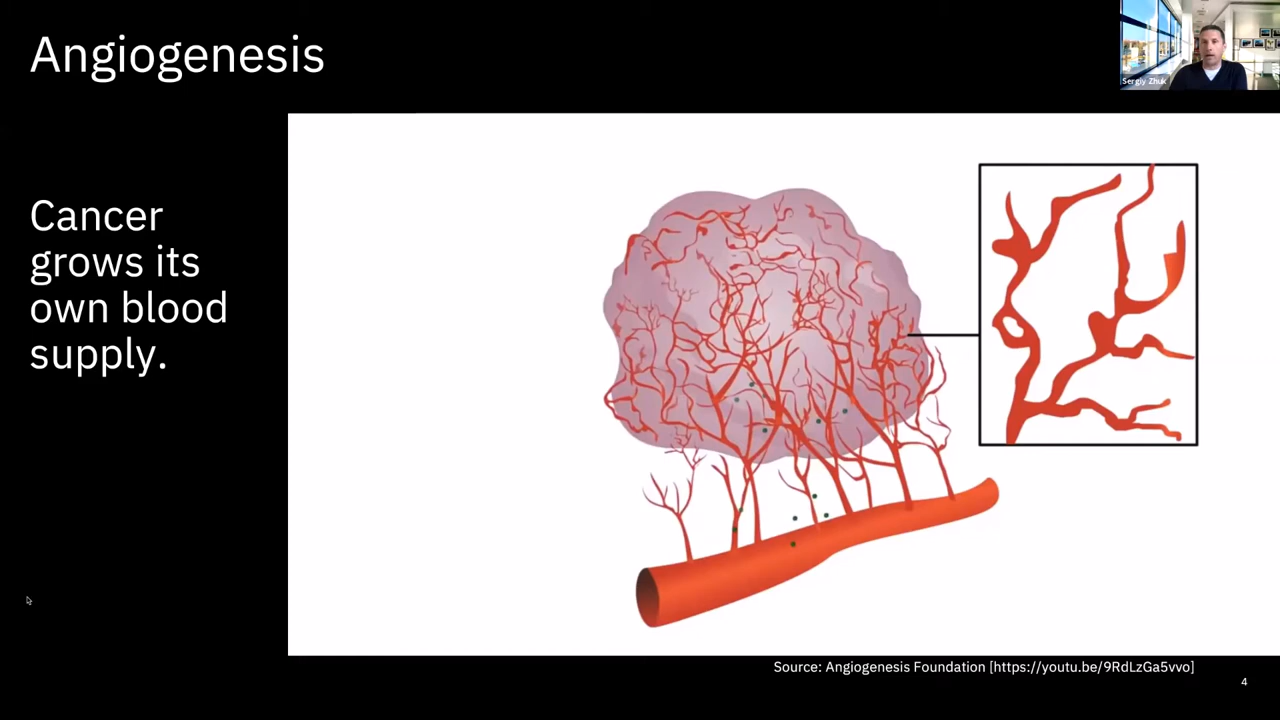 Angiogenesis
Sergiy Zhuk
Cancer
grows its
own blood
supply.
Source: Angiogenesis Foundation [https://youtu.be/9RdLzGa5vvo]
4